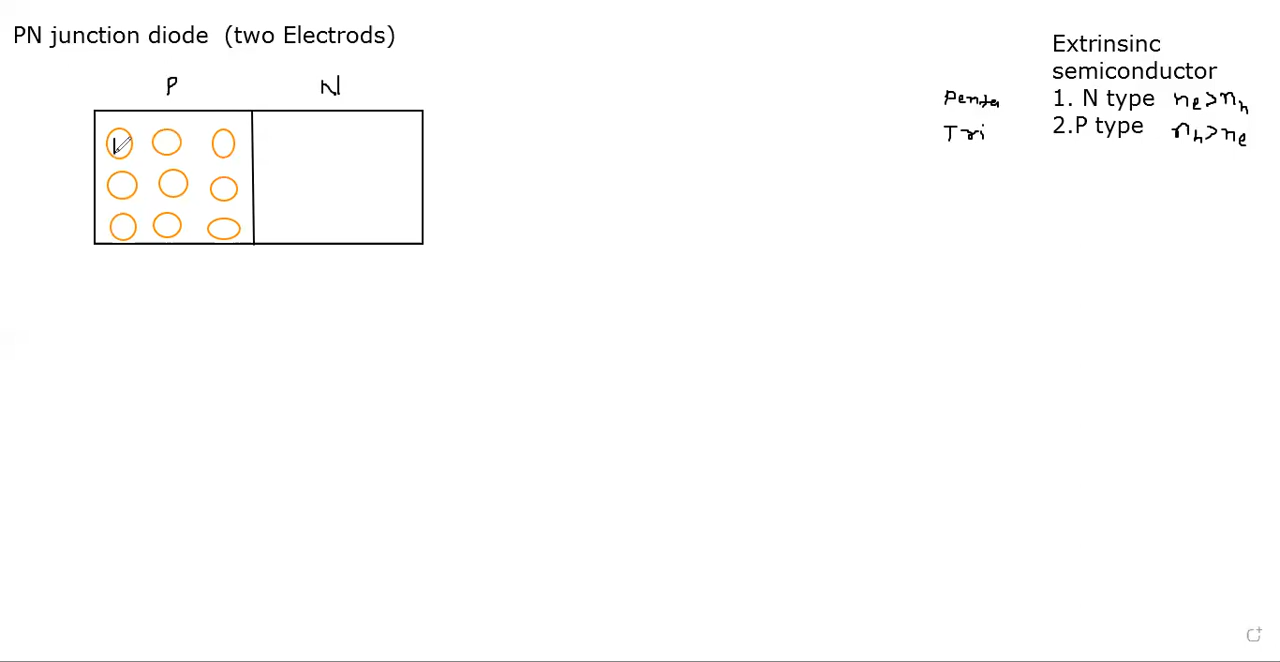 PN junction diode (two Electrods)
P N
Extrinsinc
semiconductor
Penta 1. N type ne>nh
Tri 2.P type nh>ne